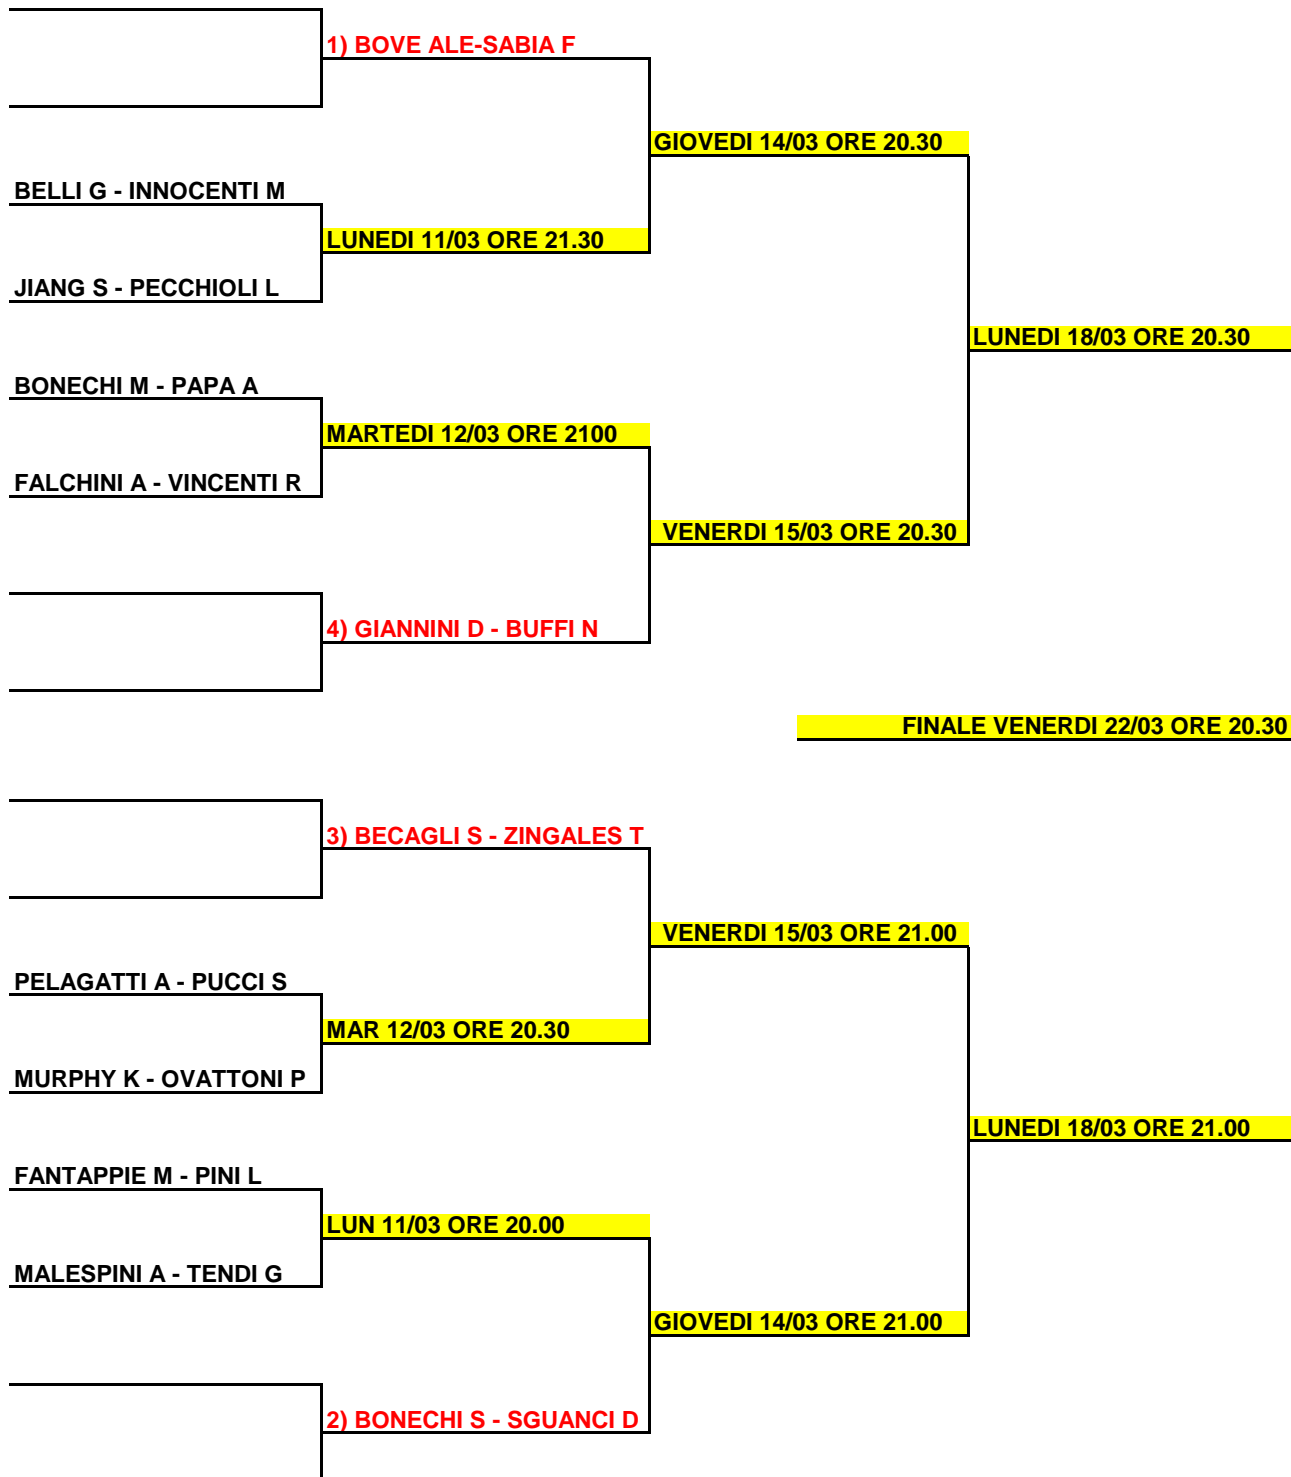 1) BOVE ALE-SABIA F
GIOVEDI 14/03 ORE 20.30
BELLI G - INNOCENTI M
LUNEDI 11/03 ORE 21.30
JIANG S - PECCHIOLI L
LUNEDI 18/03 ORE 20.30
BONECHI M - PAPA A
MARTEDI 12/03 ORE 2100
FALCHINI A - VINCENTI R
VENERDI 15/03 ORE 20.30
4) GIANNINI D - BUFFI N
FINALE VENERDI 22/03 ORE 20.30
3) BECAGLI S - ZINGALES T
VENERDI 15/03 ORE 21.00
PELAGATTI A - PUCCI S
MAR 12/03 ORE 20.30
MURPHY K - OVATTONI P
LUNEDI 18/03 ORE 21.00
FANTAPPIE M - PINI L
LUN 11/03 ORE 20.00
MALESPINI A - TENDI G
GIOVEDI 14/03 ORE 21.00
2) BONECHI S - SGUANCI D